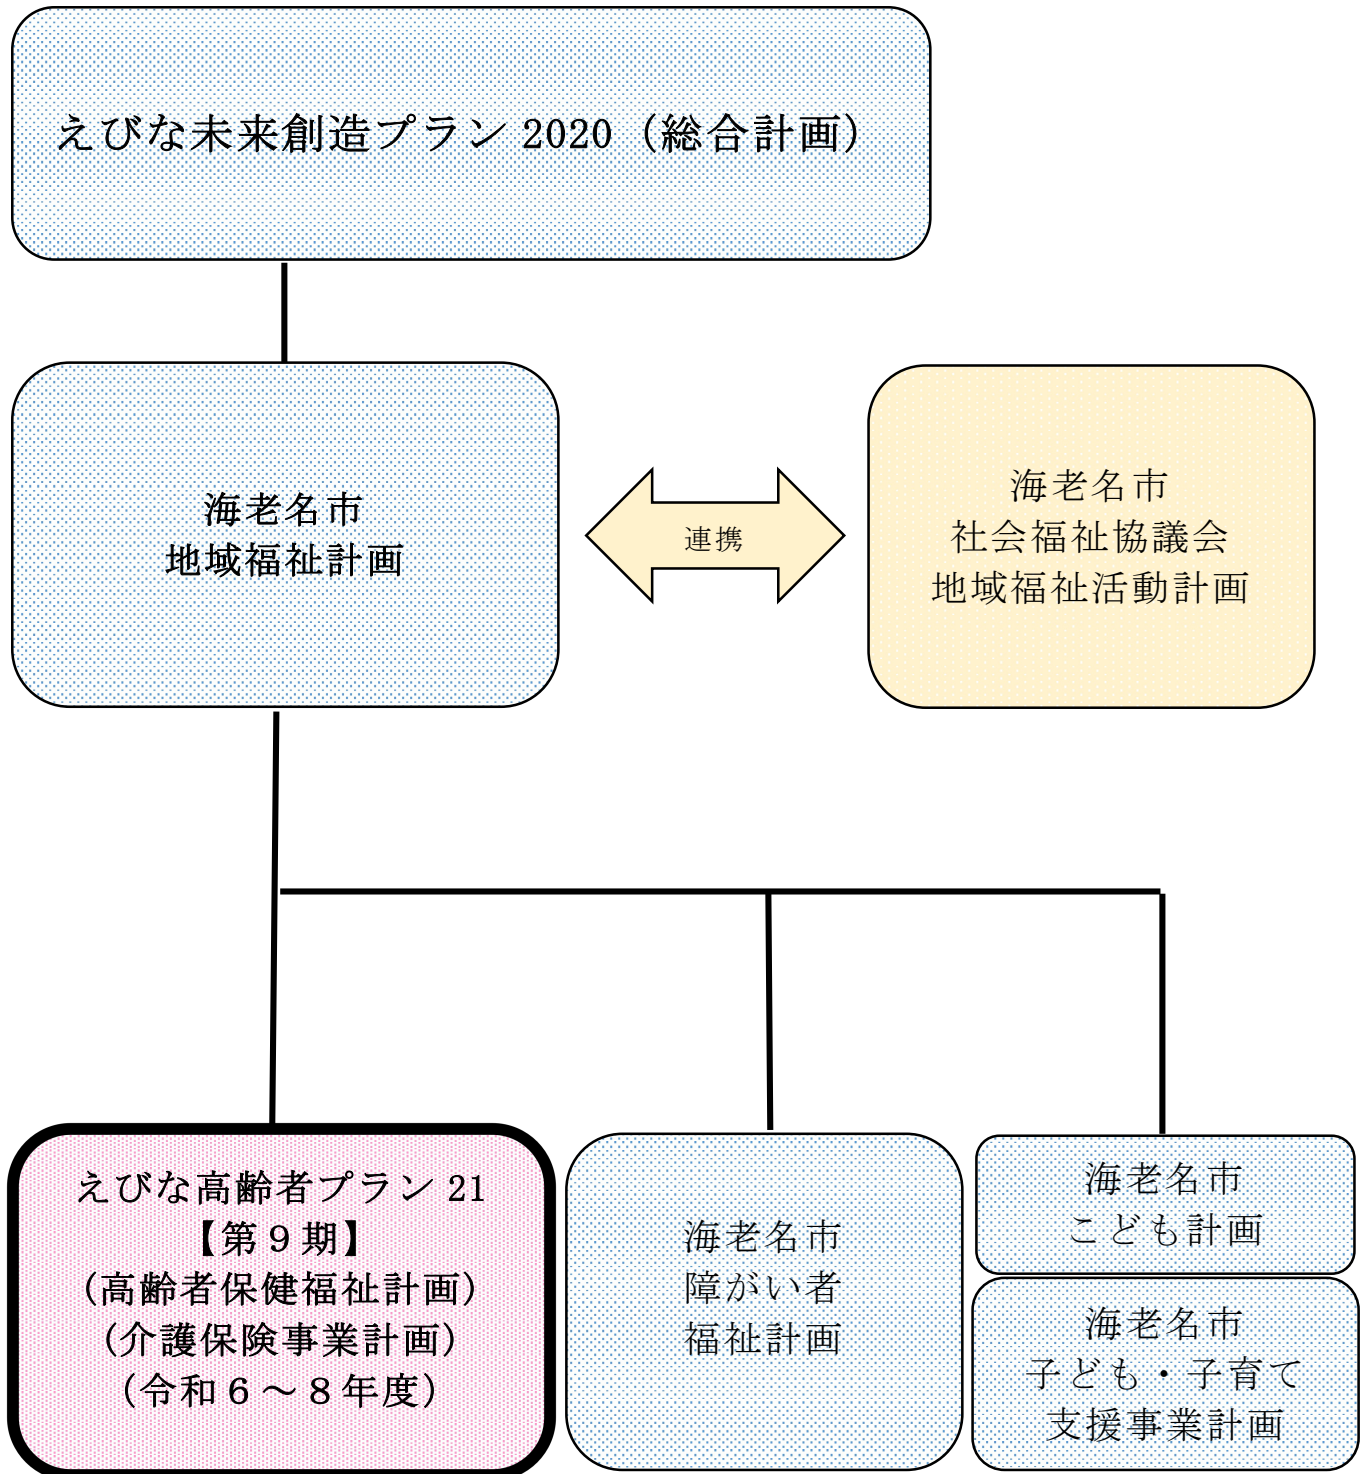 えびな未来創造プラン 2020（総合計画）
海老名市
地域福祉計画
連携
海老名市
社会福祉協議会
地域福祉活動計画
えびな高齢者プラン 21
【第９期】
（高齢者保健福祉計画）
（介護保険事業計画）
（令和６～８年度）
海老名市
障がい者
福祉計画
海老名市
こども計画
海老名市
子ども・子育て
支援事業計画